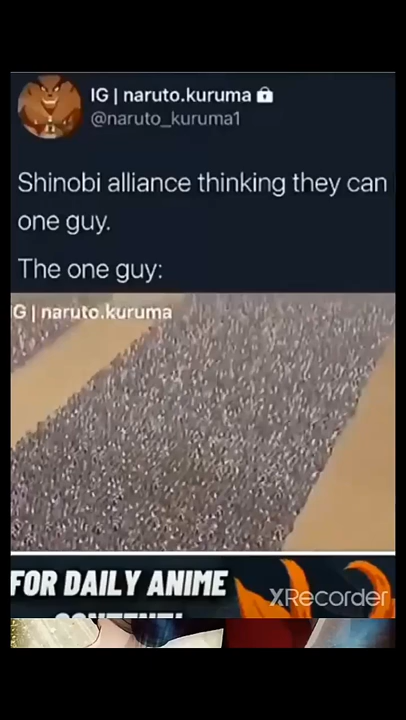 IG | naruto.kuruma
@naruto_kuruma1
Shinobi alliance thinking they can
one guy.
The one guy:
G | naruto.kuruma
FOR DAILY ANIME
CONTENT!
XRecorder